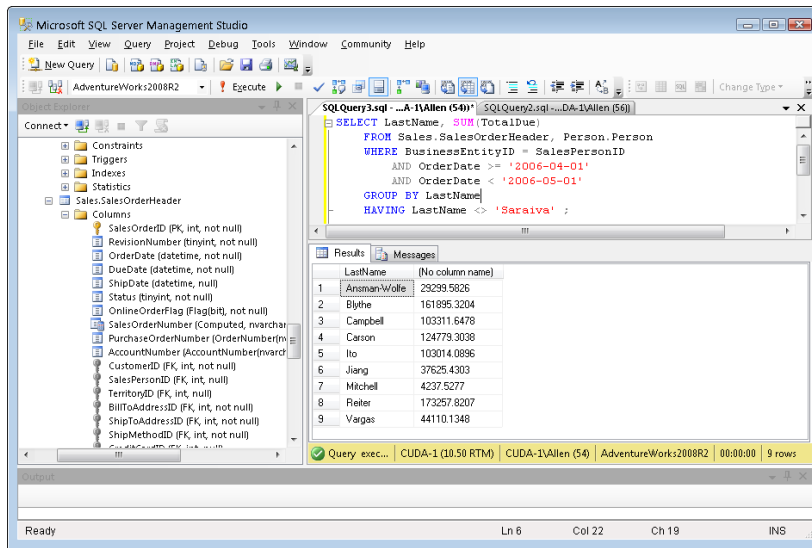 Microsoft SQL Server Management Studio
File Edit View Query Project Debug Tools Window Community Help
New Query
AdventureWorks2008R2 Execute Change Type
Object Explorer
SQLQuery3.sql - ...A-1\Allen (54))* SQLQuery2.sql -...DA-1\Allen (56))
Connect
Constraints
Triggers
Indexes
Statistics
Sales.SalesOrderHeader
Columns
SalesOrderID (PK, int, not null)
RevisionNumber (tinyint, not null)
OrderDate (datetime, not null)
DueDate (datetime, not null)
ShipDate (datetime, null)
Status (tinyint, not null)
OnlineOrderFlag (Flag(bit), not null)
SalesOrderNumber (Computed, nvarchar
PurchaseOrderNumber (OrderNumber(n
AccountNumber (AccountNumber(nvarch
CustomerID (FK, int, not null)
SalesPersonID (FK, int, null)
TerritoryID (FK, int, null)
BillToAddressID (FK, int, not null)
ShipToAddressID (FK, int, not null)
ShipMethodID (FK, int, not null)
SELECT LastName, SUM(TotalDue)
FROM Sales.SalesOrderHeader, Person.Person
WHERE BusinessEntityID = SalesPersonID
AND OrderDate >= '2006-04-01'
AND OrderDate < '2006-05-01'
GROUP BY LastName
HAVING LastName <> 'Saraiva' ;
Results Messages
LastName (No column name)
1 Ansman-Wolfe 29299.5826
2 Blythe 161895.3204
3 Campbell 103311.6478
4 Carson 124779.3038
5 Ito 103014.0896
6 Jiang 37625.4303
7 Mitchell 4237.5277
8 Reiter 173257.8207
9 Vargas 44110.1348
Query exec... CUDA-1 (10.50 RTM) CUDA-1\Allen (54) AdventureWorks2008R2 00:00:00 9 rows
Output
Ready Ln 6 Col 22 Ch 19 INS